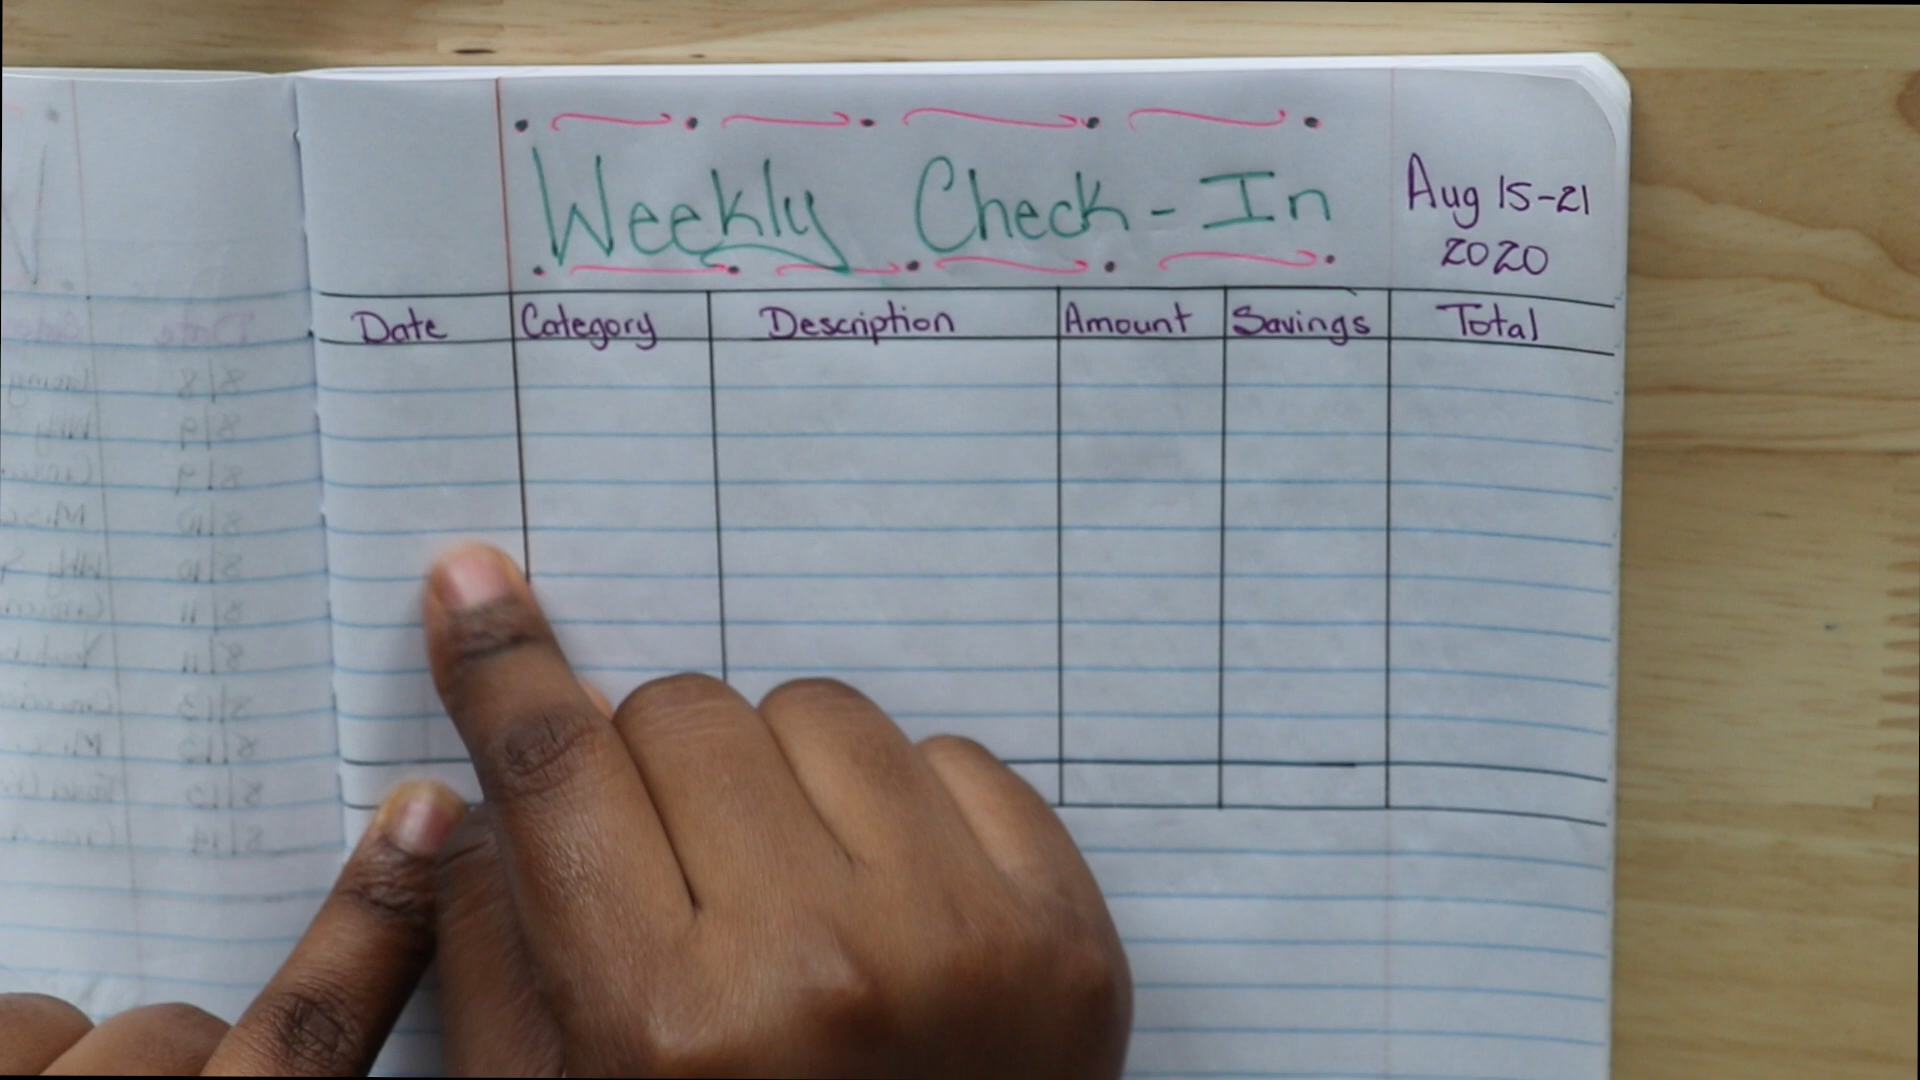 Weekly Check-In
Aug 15-21
2020
Date Category Description Amount Savings Total